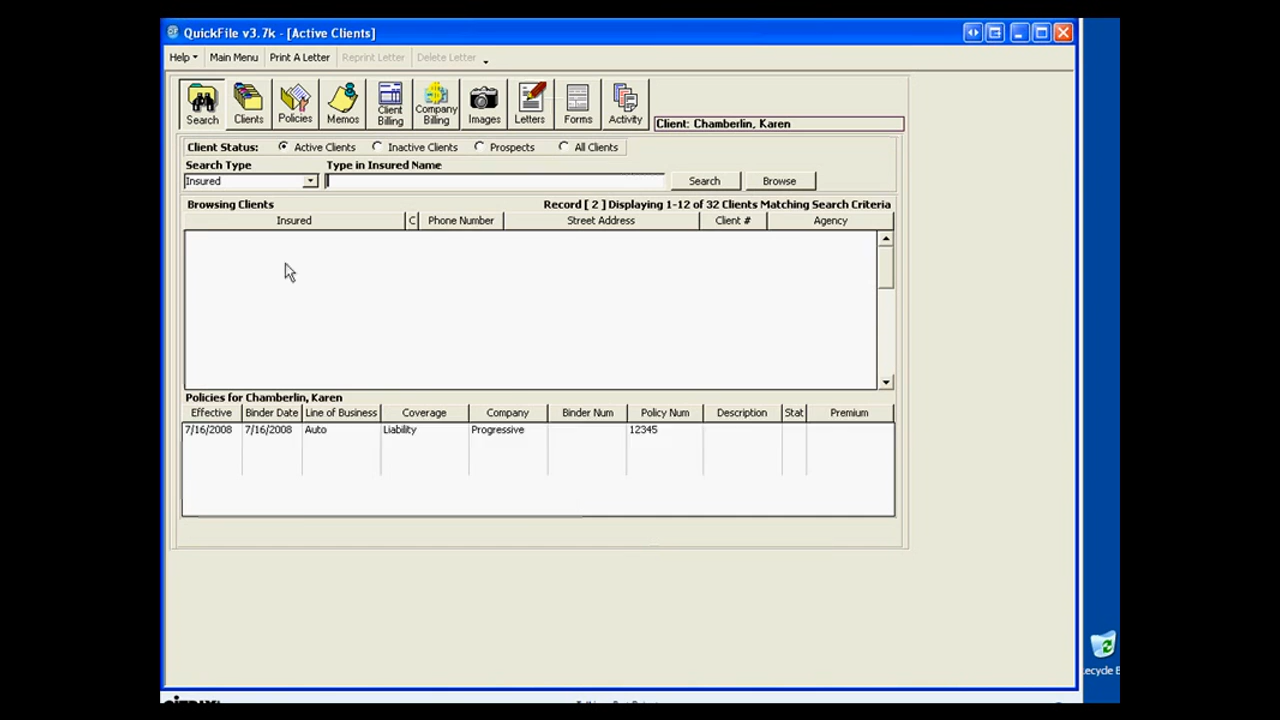 QuickFile v3.7k - [Active Clients]
Help Main Menu Print A Letter Reprint Letter Delete Letter
Search Clients Policies Memos Client Billing Company Billing Images Letters Forms Activity
Client: Chamberlin, Karen
Client Status: Active Clients Inactive Clients Prospects All Clients
Search Type Type in Insured Name
Insured Search Browse
Browsing Clients Record [ 2 ] Displaying 1-12 of 32 Clients Matching Search Criteria
Insured C Phone Number Street Address Client # Agency
Policies for Chamberlin, Karen
Effective Binder Date Line of Business Coverage Company Binder Num Policy Num Description Stat Premium
7/16/2008 7/16/2008 Auto Liability Progressive 12345